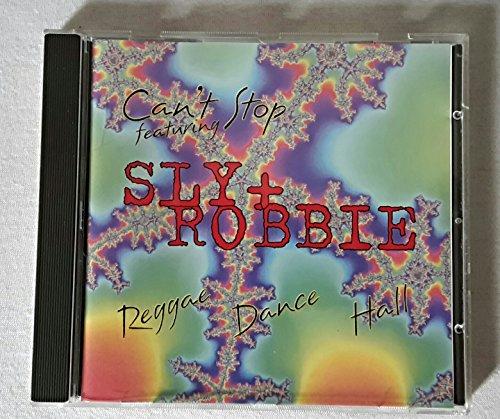 Can't Stop
featuring
SLY+
ROBBIE
Reggae Dance Hall